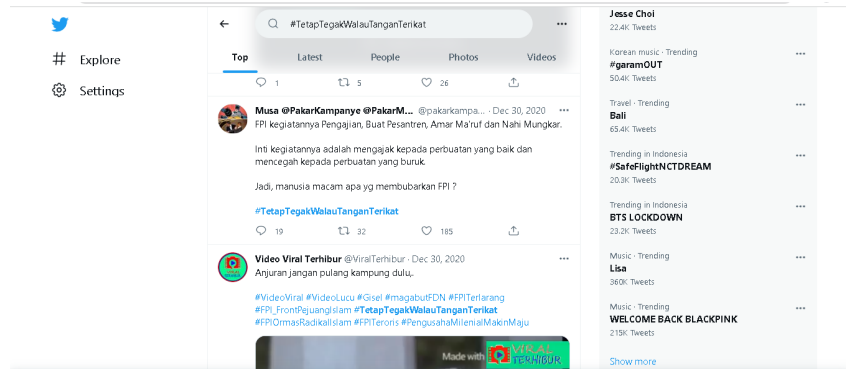 #TetapTegakWalauTanganTerikat
Explore
Settings
Top Latest People Photos Videos
1 5 26
Musa @PakarKampanye @PakarM... @pakarkampa... · Dec 30, 2020
FPI kegiatannya Pengajian, Buat Pesantren, Amar Ma'ruf dan Nahi Mungkar.
Inti kegiatannya adalah mengajak kepada perbuatan yang baik dan
mencegah kepada perbuatan yang buruk.
Jadi, manusia macam apa yg membubarkan FPI ?
#TetapTegakWalauTanganTerikat
19 32 185
Video Viral Terhibur @ViralTerhibur · Dec 30, 2020
Anjuran jangan pulang kampung dulu,.
#VideoViral #VideoLucu #Gisel #magabutFDN #FPITerlarang
#FPI_FrontPejuangIslam #TetapTegakWalauTanganTerikat
#FPIOrmasRadikalIslam #FPITeroris #PengusahaMilenialMakinMaju
Made with VIRAL
TERHIBUR
Jesse Choi
22.4K Tweets
Korean music · Trending
#garamOUT
50.4K Tweets
Travel · Trending
Bali
65.4K Tweets
Trending in Indonesia
#SafeFlightNCTDREAM
20.3K Tweets
Trending in Indonesia
BTS LOCKDOWN
23.2K Tweets
Music · Trending
Lisa
360K Tweets
Music · Trending
WELCOME BACK BLACKPINK
215K Tweets
Show more